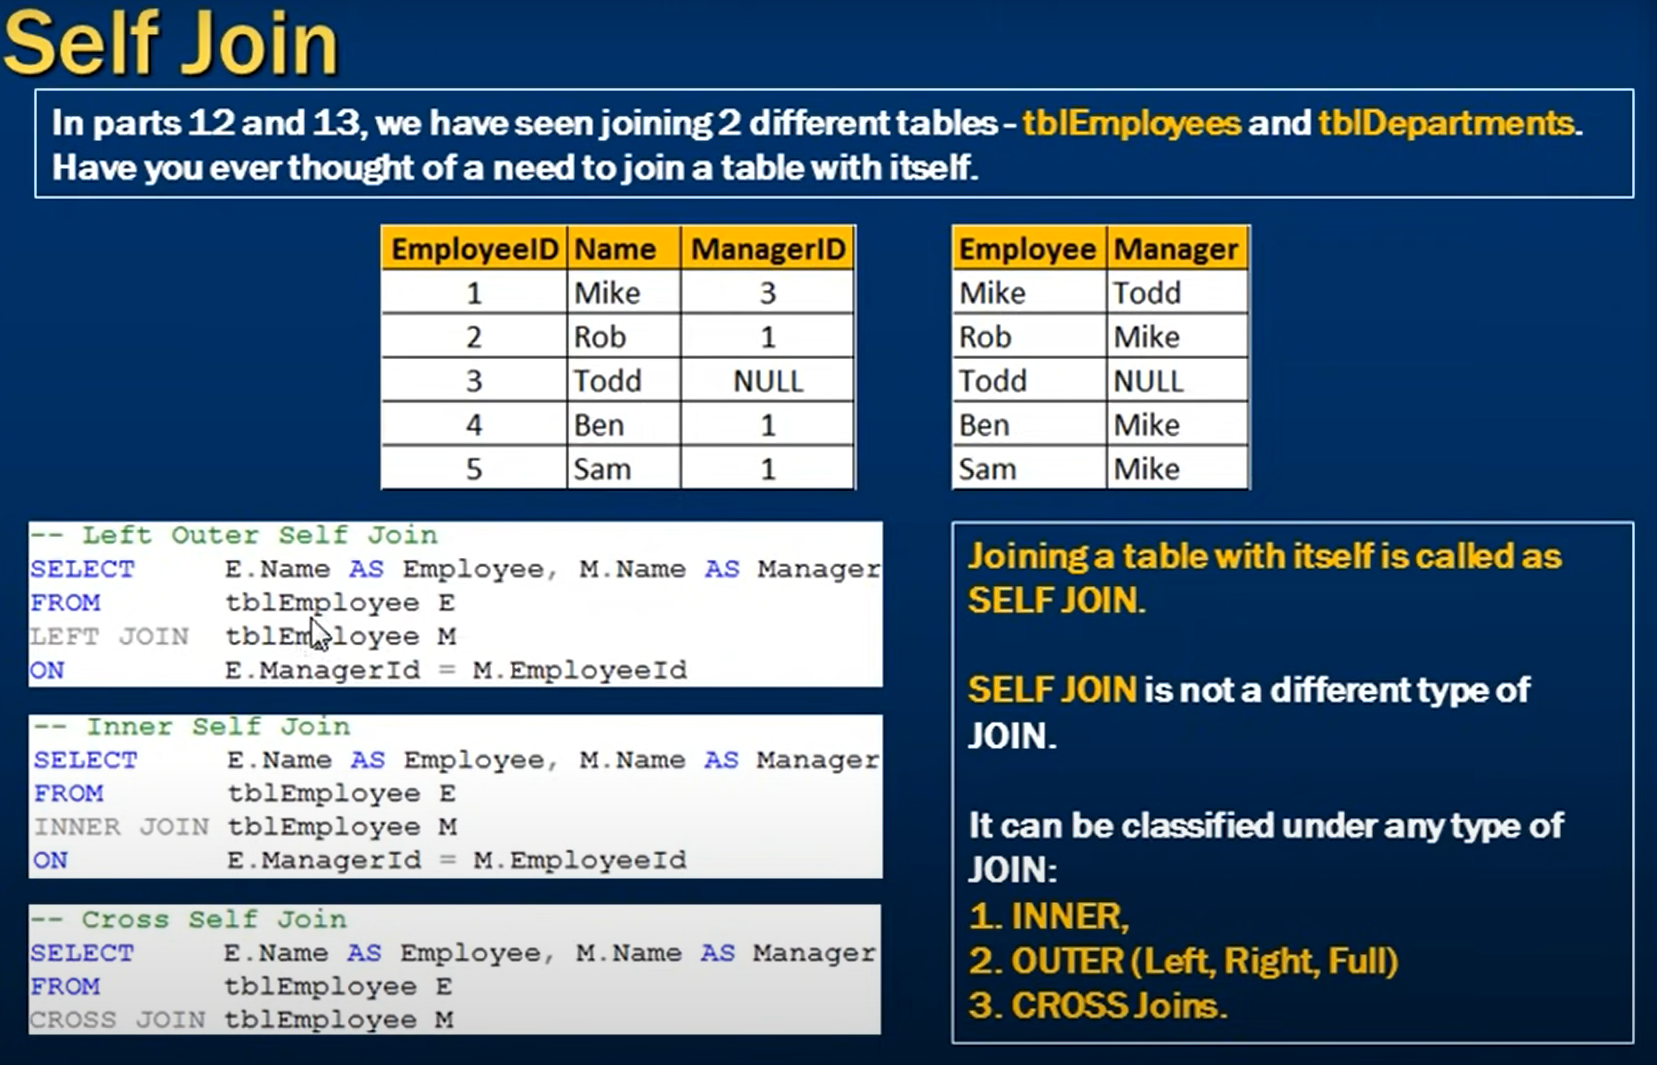 Self Join
In parts 12 and 13, we have seen joining 2 different tables - tblEmployees and tblDepartments.
Have you ever thought of a need to join a table with itself.
EmployeeID Name ManagerID
1 Mike 3
2 Rob 1
3 Todd NULL
4 Ben 1
5 Sam 1
Employee Manager
Mike Todd
Rob Mike
Todd NULL
Ben Mike
Sam Mike
-- Left Outer Self Join
SELECT E.Name AS Employee, M.Name AS Manager
FROM tblEmployee E
LEFT JOIN tblEmployee M
ON E.ManagerId = M.EmployeeId
-- Inner Self Join
SELECT E.Name AS Employee, M.Name AS Manager
FROM tblEmployee E
INNER JOIN tblEmployee M
ON E.ManagerId = M.EmployeeId
-- Cross Self Join
SELECT E.Name AS Employee, M.Name AS Manager
FROM tblEmployee E
CROSS JOIN tblEmployee M
Joining a table with itself is called as
SELF JOIN.
SELF JOIN is not a different type of
JOIN.
It can be classified under any type of
JOIN:
1. INNER,
2. OUTER (Left, Right, Full)
3. CROSS Joins.